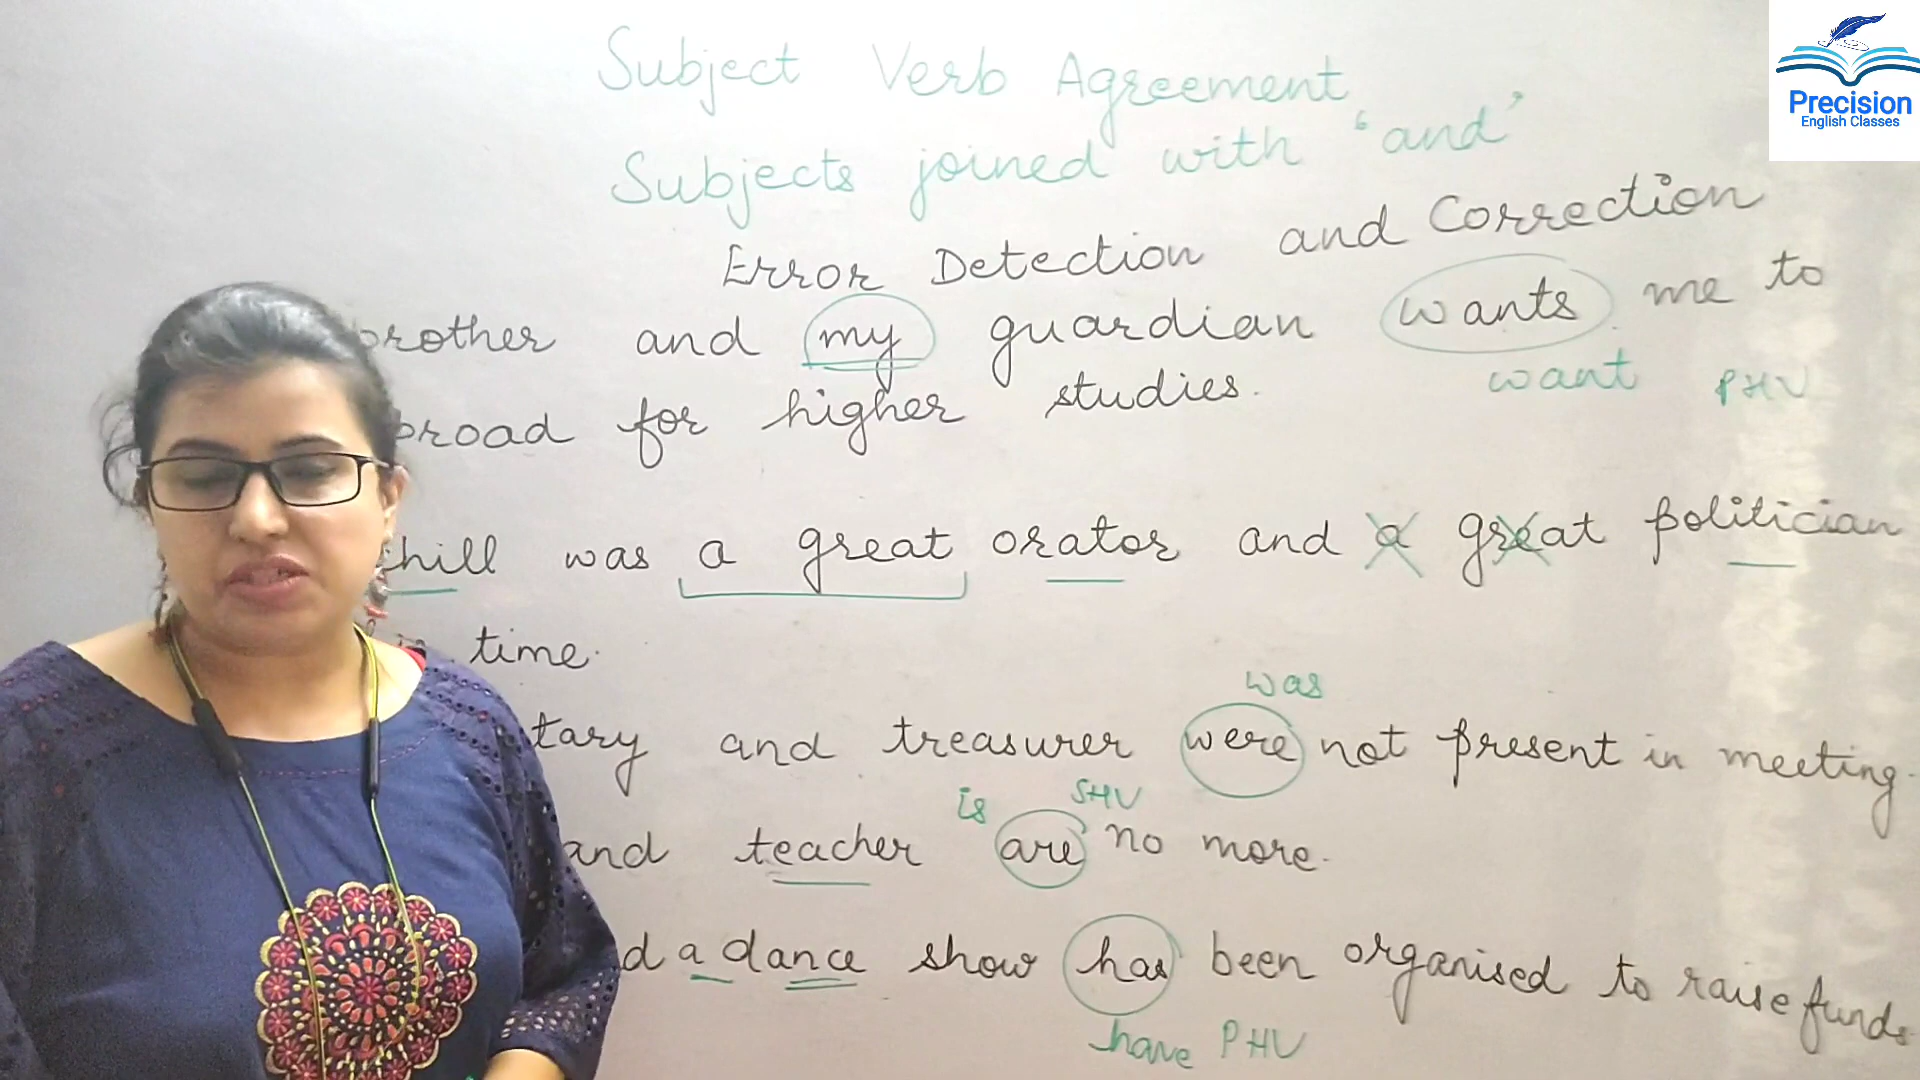 Subject Verb Agreement
Subjects joined with 'and'
Error Detection and Correction
brother and my guardian wants me to
want PHV
broad for higher studies.
hill was a great orator and a great politician
time.
was
tary and treasurer were not present in meeting.
is SHV
and teacher are no more.
d a dance show has been organised to raise funds
have PHV
Precision
English Classes